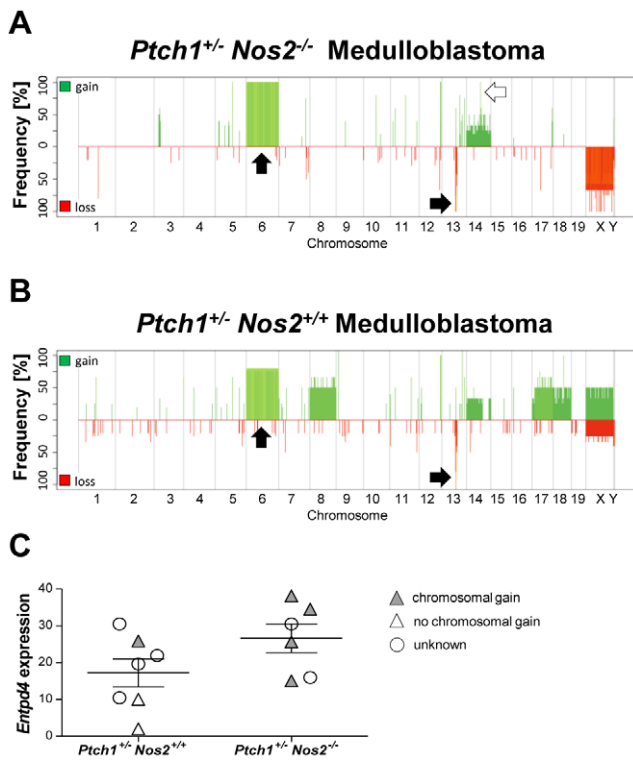 A
Ptch1+/- Nos2-/- Medulloblastoma
Frequency [%]
100
50
0
50
100
gain
loss
1 2 3 4 5 6 7 8 9 10 11 12 13 14 15 16 17 18 19 X Y
Chromosome
B
Ptch1+/- Nos2+/+ Medulloblastoma
Frequency [%]
100
50
0
50
100
gain
loss
1 2 3 4 5 6 7 8 9 10 11 12 13 14 15 16 17 18 19 X Y
Chromosome
C
Entpd4 expression
40
30
20
10
0
Ptch1+/- Nos2+/+
Ptch1+/- Nos2-/-
chromosomal gain
no chromosomal gain
unknown